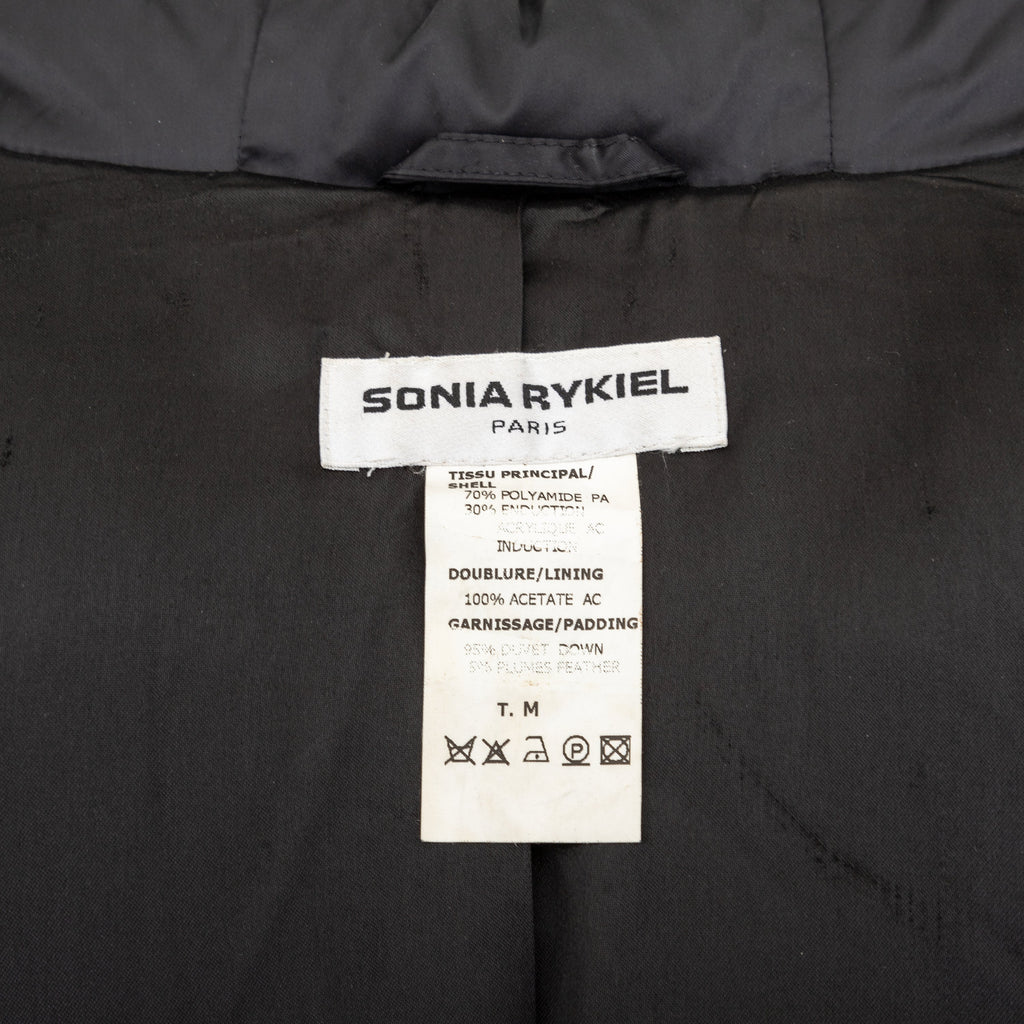 SONIA RYKIEL
PARIS
TISSU PRINCIPAL/
SHELL
70% POLYAMIDE PA
30% ENDUCTION
ACRYLIQUE AC
INDUCTION
DOUBLURE/LINING
100% ACETATE AC
GARNISSAGE/PADDING
95% DUVET DOWN
5% PLUMES FEATHER
T. M
P